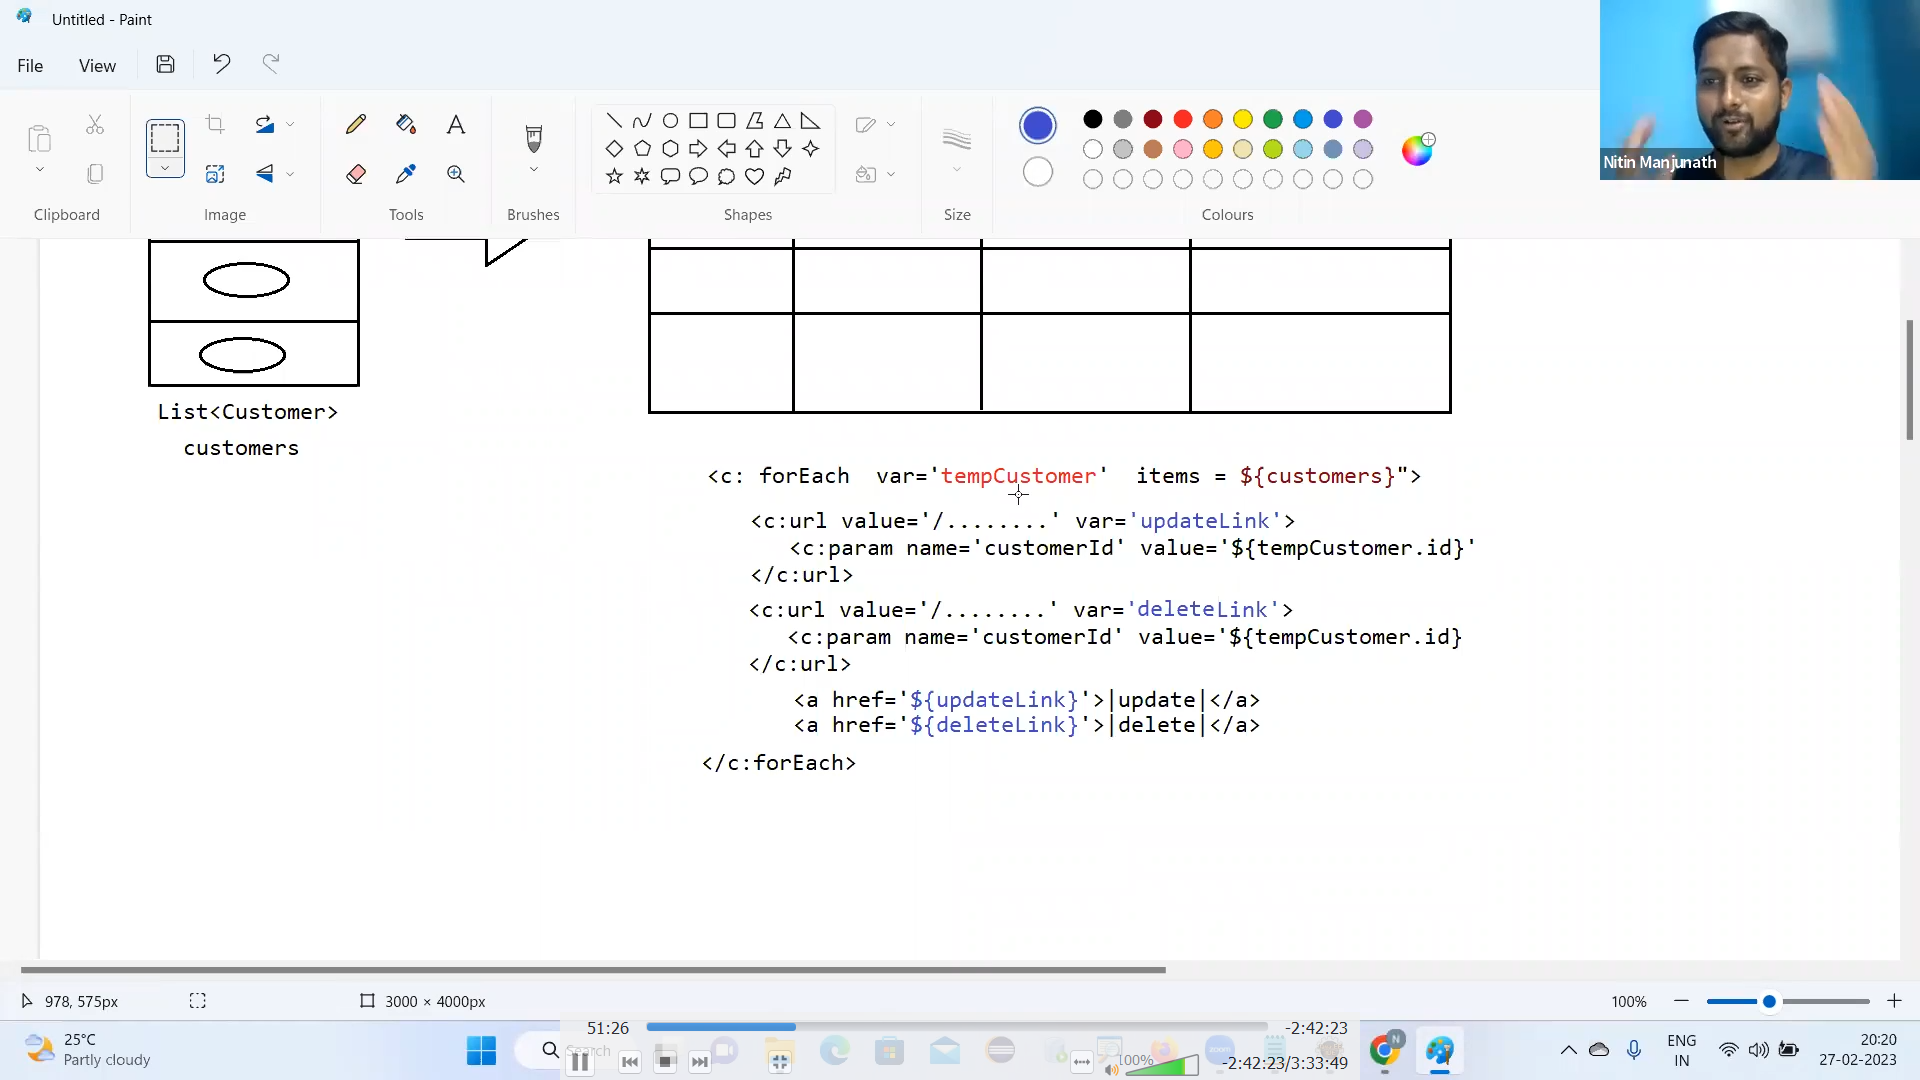 Untitled - Paint
File View
Clipboard Image Tools Brushes Shapes Size Colours
Nitin Manjunath
List<Customer>
customers
<c: forEach  var='tempCustomer'  items = ${customers}">
<c:url value='/........' var='updateLink'>
<c:param name='customerId' value='${tempCustomer.id}'
</c:url>
<c:url value='/........' var='deleteLink'>
<c:param name='customerId' value='${tempCustomer.id}
</c:url>
<a href='${updateLink}'>|update|</a>
<a href='${deleteLink}'>|delete|</a>
</c:forEach>
978, 575px 3000 × 4000px 100%
25°C
Partly cloudy
Search
51:26 -2:42:23
100% -2:42:23/3:33:49
zoom
N
ENG
IN
20:20
27-02-2023